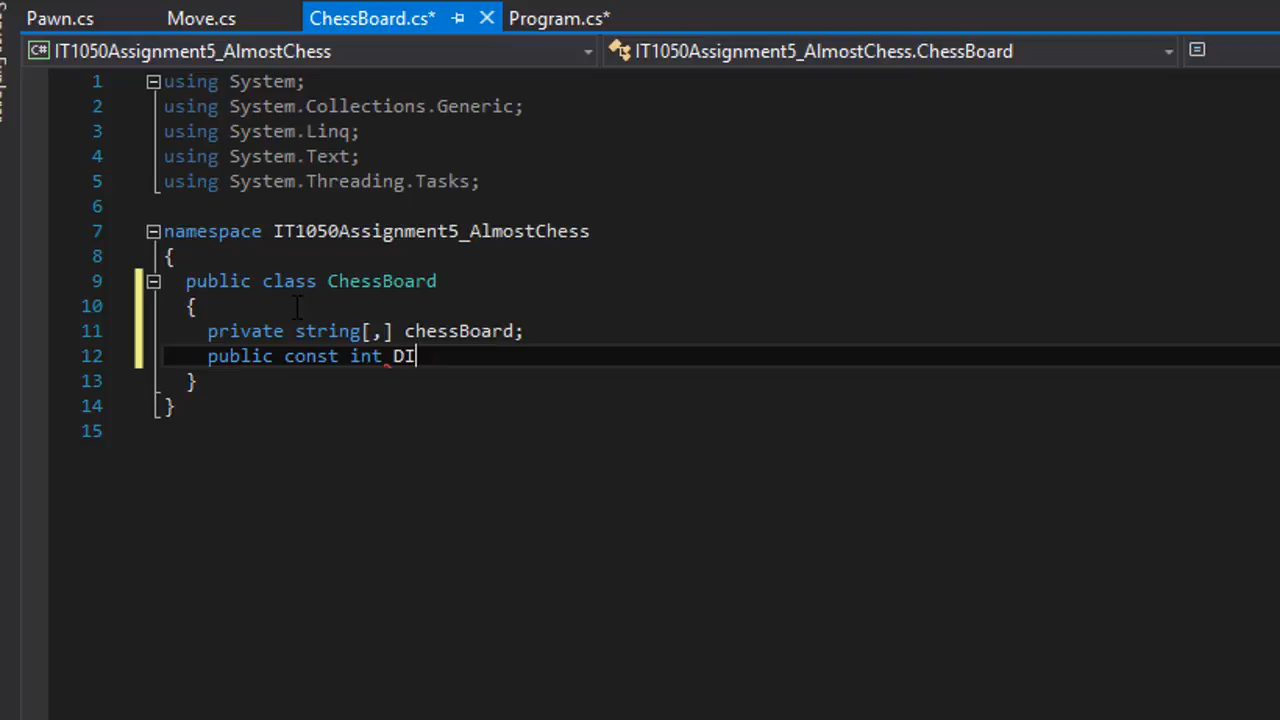 Pawn.cs Move.cs ChessBoard.cs* Program.cs*
C# IT1050Assignment5_AlmostChess IT1050Assignment5_AlmostChess.ChessBoard
1 using System;
2 using System.Collections.Generic;
3 using System.Linq;
4 using System.Text;
5 using System.Threading.Tasks;
6
7 namespace IT1050Assignment5_AlmostChess
8 {
9 public class ChessBoard
10 {
11 private string[,] chessBoard;
12 public const int DI
13 }
14 }
15